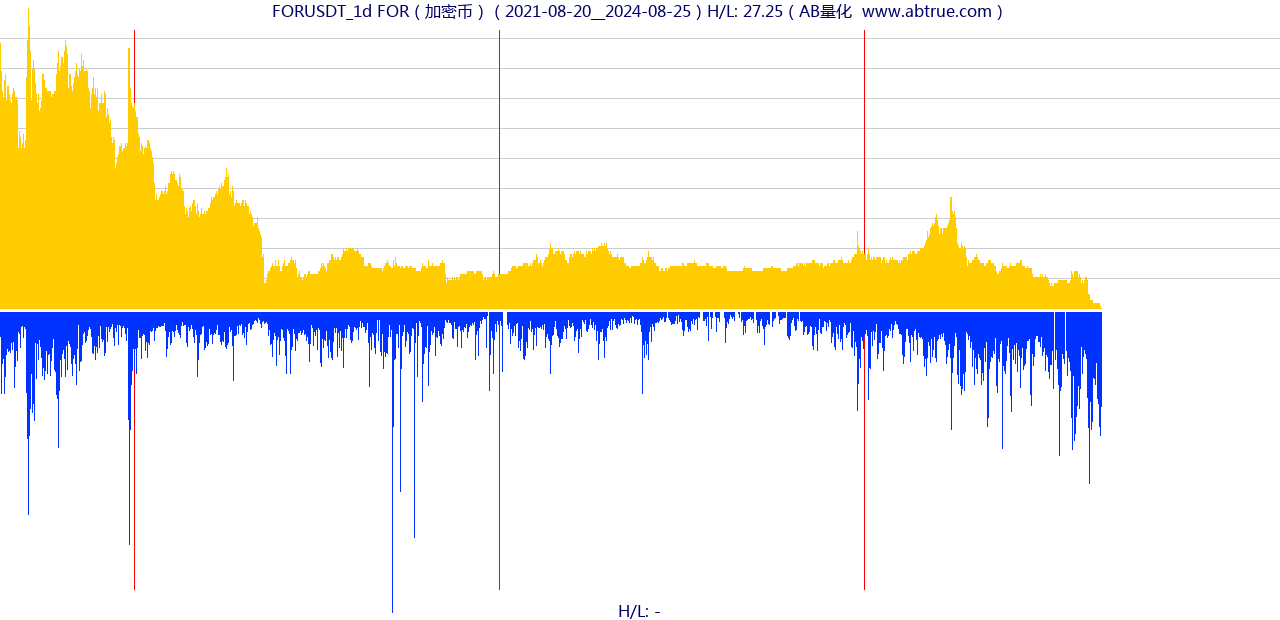 FORUSDT_1d FOR ( 加密币 ) ( 2021-08-20__2024-08-25 ) H/L: 27.25 ( AB量化  www.abtrue.com )
H/L: -